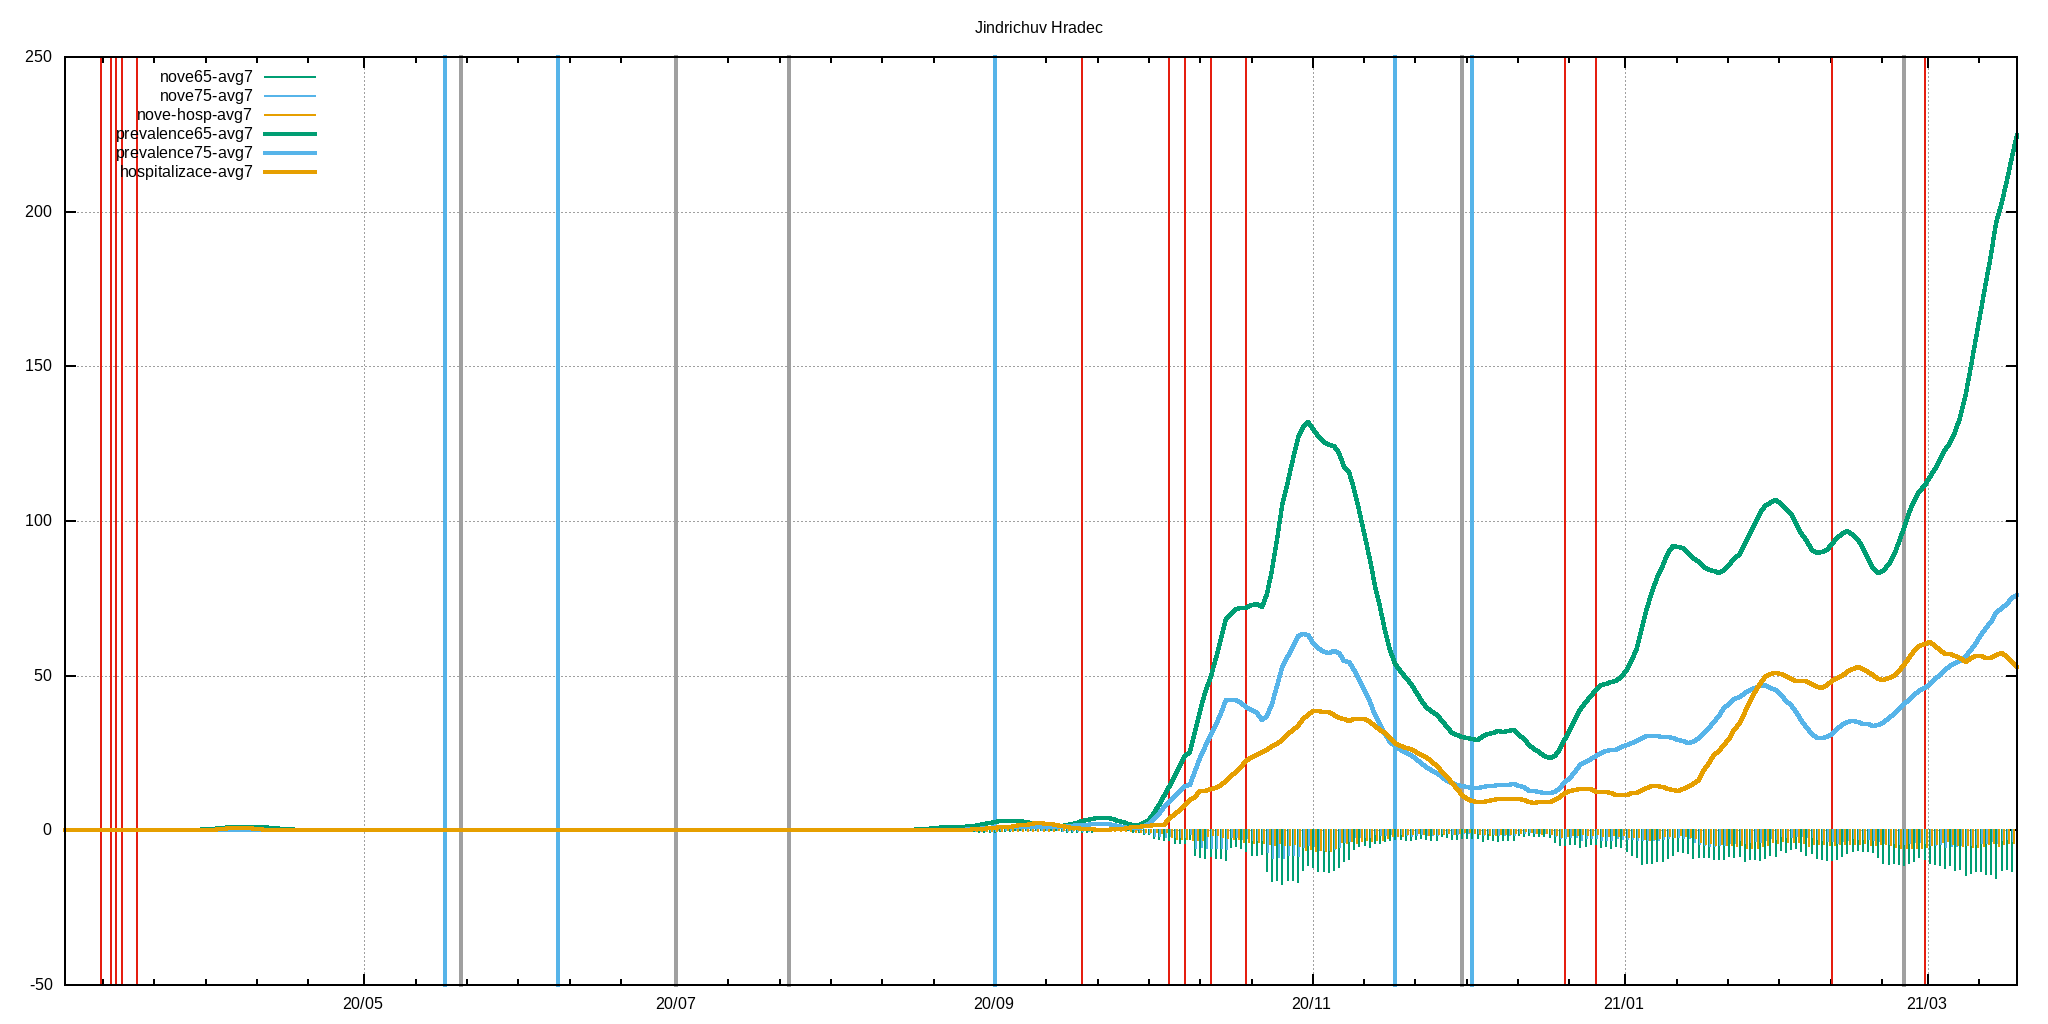 Jindrichuv Hradec
250
nove65-avg7
nove75-avg7
nove-hosp-avg7
prevalence65-avg7
prevalence75-avg7
hospitalizace-avg7
200
150
100
50
0
-50
20/05
20/07
20/09
20/11
21/01
21/03